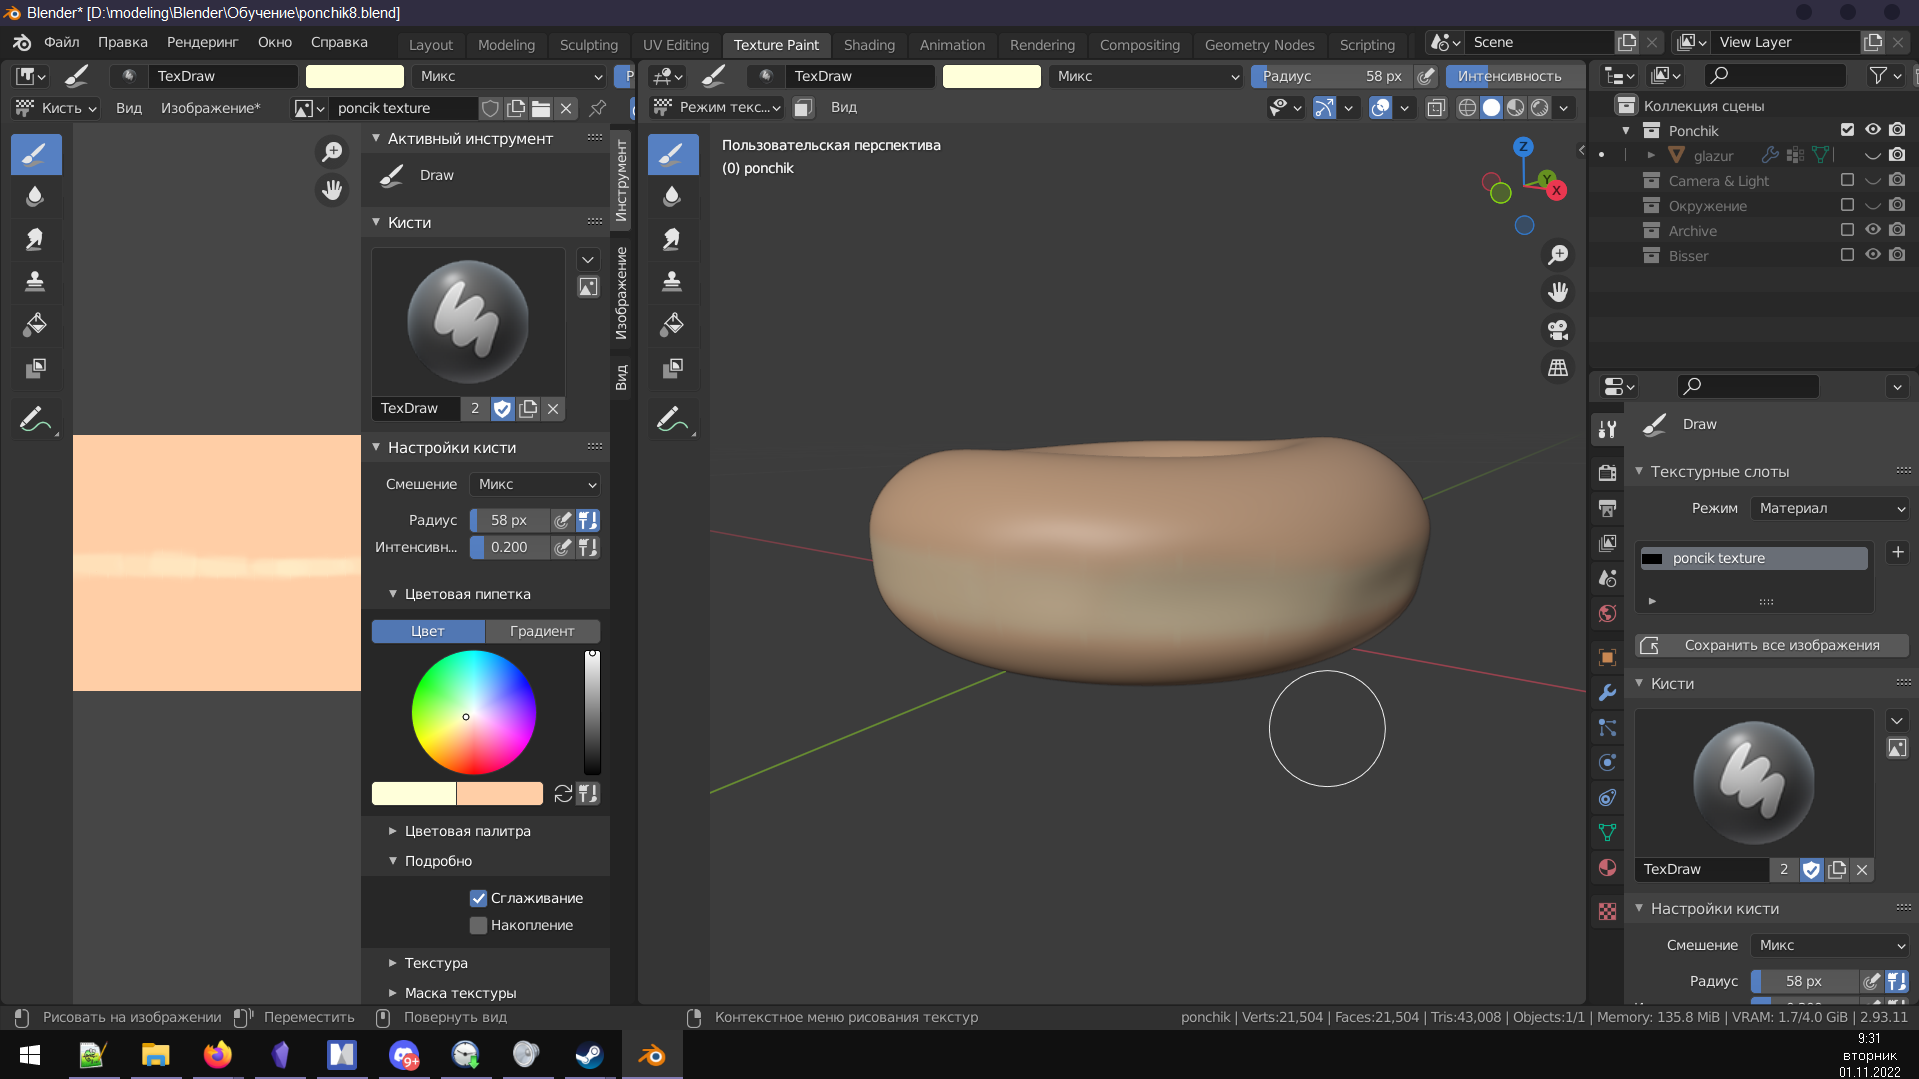 Blender* [D:\modeling\Blender\Обучение\ponchik8.blend]
Файл Правка Рендеринг Окно Справка Layout Modeling Sculpting UV Editing Texture Paint Shading Animation Rendering Compositing Geometry Nodes Scripting Scene View Layer
TexDraw Микс Р TexDraw Микс Радиус 58 px Интенсивность
Кисть Вид Изображение* poncik texture Режим текс... Вид
Коллекция сцены
Ponchik
glazur
Camera & Light
Окружение
Archive
Bisser
Активный инструмент
Draw
Кисти
TexDraw 2
Настройки кисти
Смешение Микс
Радиус 58 px
Интенсивн... 0.200
Цветовая пипетка
Цвет Градиент
Цветовая палитра
Подробно
Сглаживание
Накопление
Текстура
Маска текстуры
Инструмент
Изображение
Вид
Пользовательская перспектива
(0) ponchik
Z
Y
X
Draw
Текстурные слоты
Режим Материал
poncik texture
Сохранить все изображения
Кисти
TexDraw 2
Настройки кисти
Смешение Микс
Радиус 58 px
Рисовать на изображении Переместить Повернуть вид Контекстное меню рисования текстур ponchik | Verts:21,504 | Faces:21,504 | Tris:43,008 | Objects:1/1 | Memory: 135.8 MiB | VRAM: 1.7/4.0 GiB | 2.93.11
9+
9:31
вторник
01.11.2022